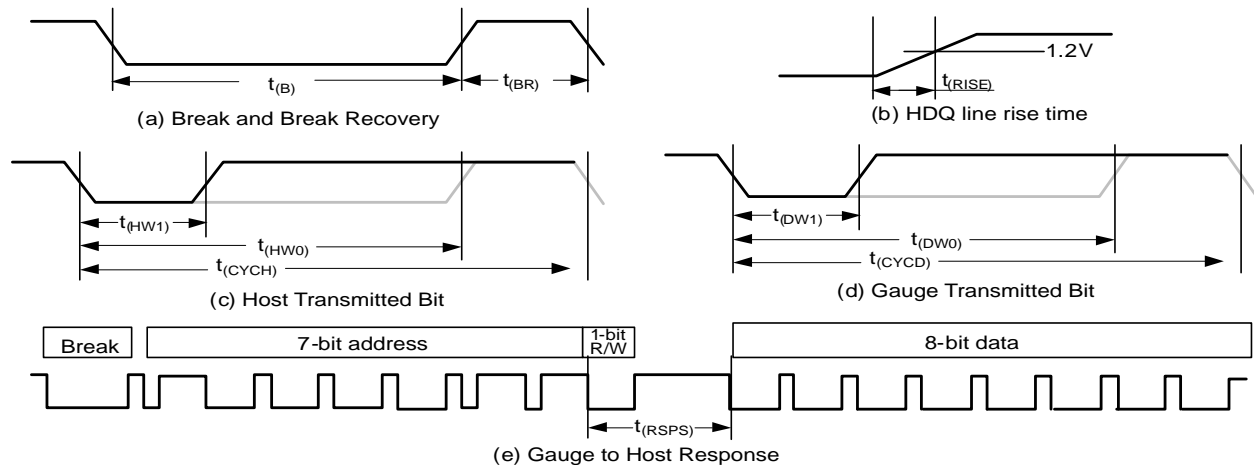 1.2V
t(B)
t(BR)
t(RISE)
(a) Break and Break Recovery
(b) HDQ line rise time
t(HW1)
t(DW1)
t(HW0)
t(DW0)
t(CYCH)
t(CYCD)
(c) Host Transmitted Bit
(d) Gauge Transmitted Bit
Break
7-bit address
1-bit
R/W
8-bit data
t(RSPS)
(e) Gauge to Host Response